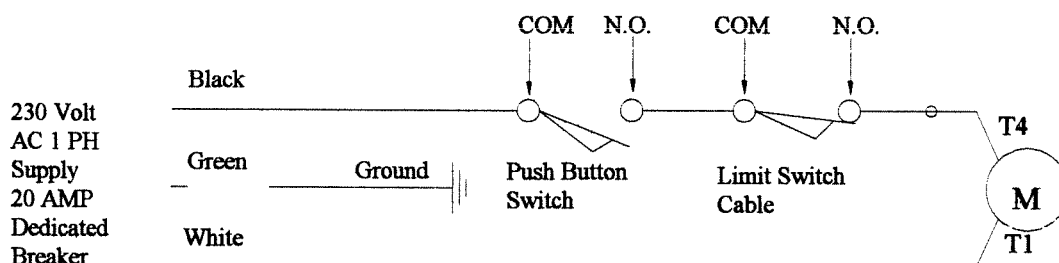 COM N.O. COM N.O.
Black
230 Volt
AC 1 PH
Supply
20 AMP
Dedicated
Breaker
Green
Ground
White
Push Button
Switch
Limit Switch
Cable
T4
M
T1